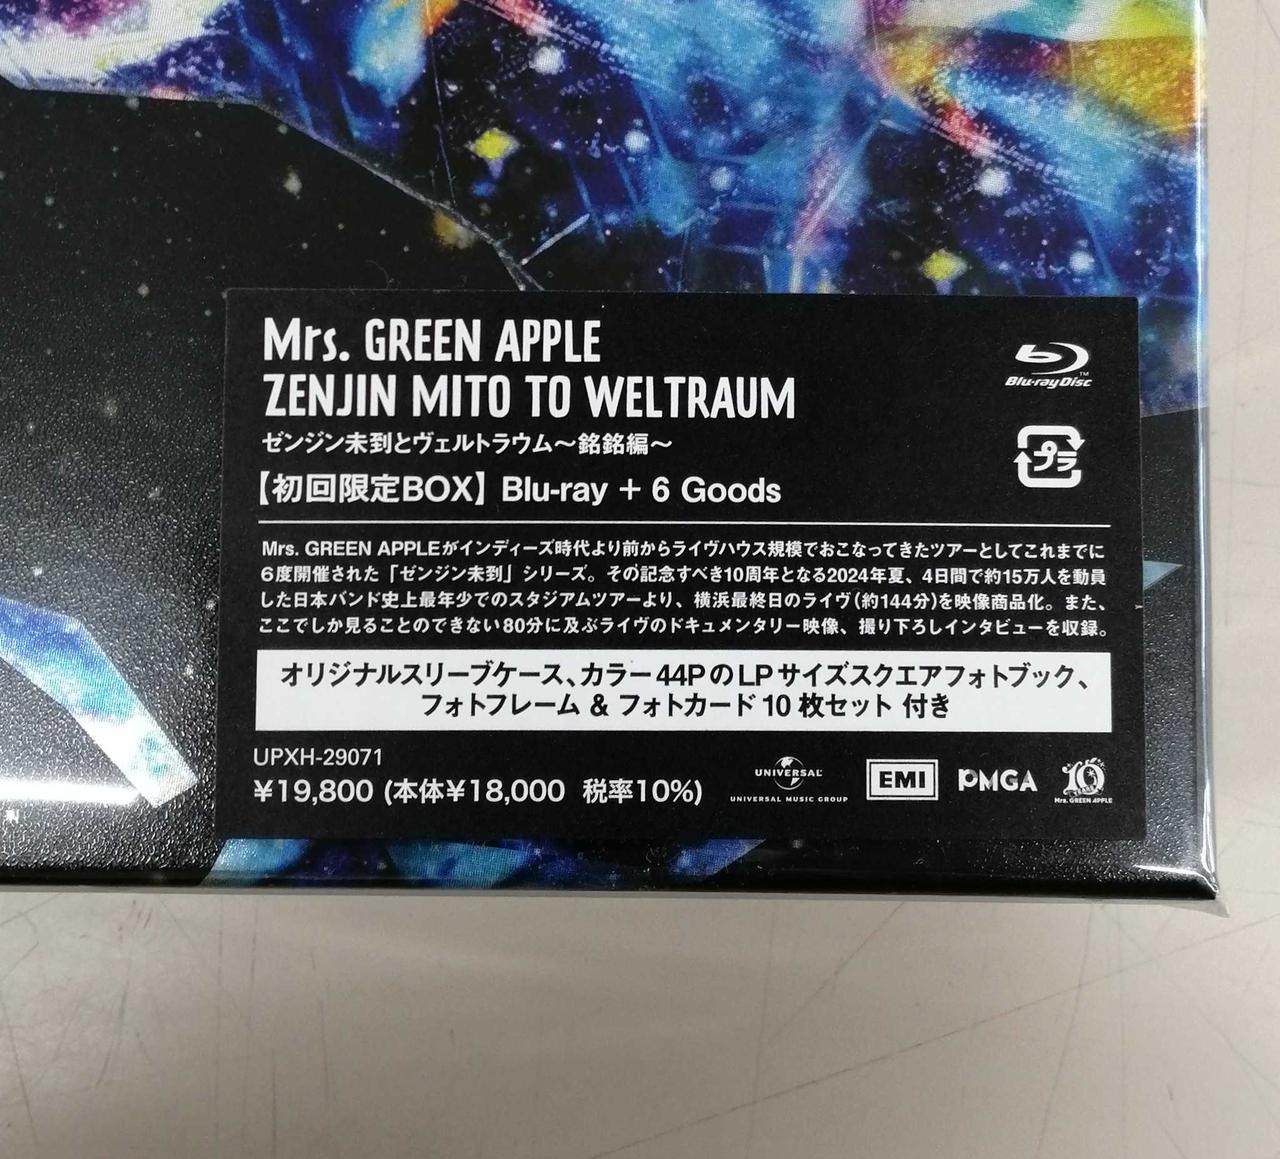 Mrs. GREEN APPLE
ZENJIN MITO TO WELTRAUM
ゼンジン未到とヴェルトラウム～銘銘編～
【初回限定BOX】 Blu-ray + 6 Goods
Blu-ray Disc
TM
プラ
Mrs. GREEN APPLEがインディーズ時代より前からライヴハウス規模でおこなってきたツアーとしてこれまでに
6度開催された「ゼンジン未到」シリーズ。その記念すべき10周年となる2024年夏、4日間で約15万人を動員
した日本バンド史上最年少でのスタジアムツアーより、横浜最終日のライヴ(約144分)を映像商品化。また、
ここでしか見ることのできない80分に及ぶライヴのドキュメンタリー映像、撮り下ろしインタビューを収録。
オリジナルスリーブケース、カラー44PのLPサイズスクエアフォトブック、
フォトフレーム & フォトカード10枚セット 付き
UPXH-29071
¥19,800 (本体¥18,000 税率10%)
UNIVERSAL
UNIVERSAL MUSIC GROUP
EMI
PMGA
10
Mrs. GREEN APPLE